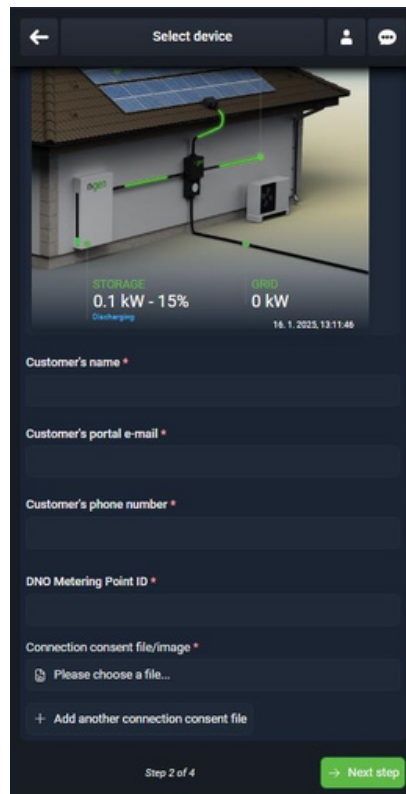 Select device
ngen
STORAGE
0.1 kW - 15%
Discharging
GRID
0 kW
16. 1. 2025, 13:11:46
Customer's name *
Customer's portal e-mail *
Customer's phone number *
DNO Metering Point ID *
Connection consent file/image *
Please choose a file...
+ Add another connection consent file
Step 2 of 4
→ Next step